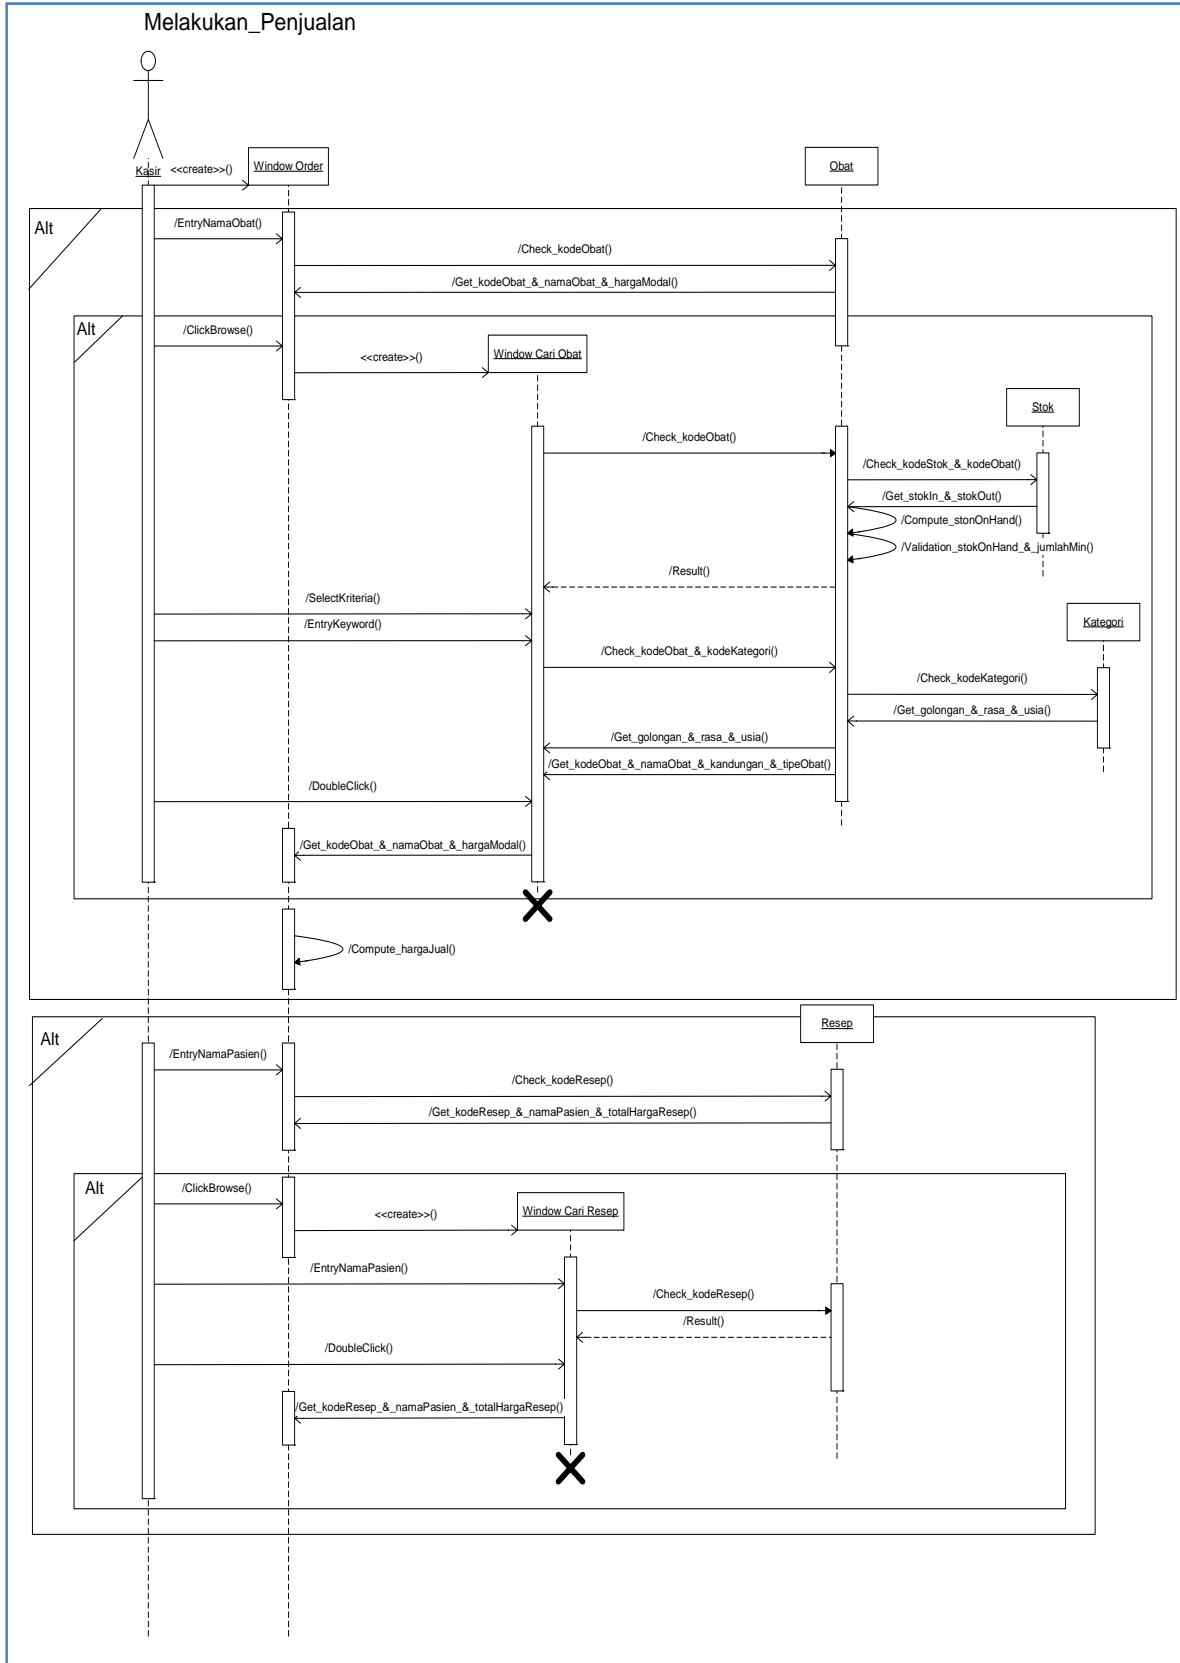 Melakukan_Penjualan
Kasir
<<create>>()
Window Order
Obat
Alt
/EntryNamaObat()
/Check_kodeObat()
/Get_kodeObat_&_namaObat_&_hargaModal()
Alt
/ClickBrowse()
<<create>>()
Window Cari Obat
Stok
/Check_kodeObat()
/Check_kodeStok_&_kodeObat()
/Get_stokIn_&_stokOut()
/Compute_stonOnHand()
/Validation_stokOnHand_&_jumlahMin()
/Result()
/SelectKriteria()
/EntryKeyword()
Kategori
/Check_kodeObat_&_kodeKategori()
/Check_kodeKategori()
/Get_golongan_&_rasa_&_usia()
/Get_golongan_&_rasa_&_usia()
/Get_kodeObat_&_namaObat_&_kandungan_&_tipeObat()
/DoubleClick()
/Get_kodeObat_&_namaObat_&_hargaModal()
/Compute_hargaJual()
Alt
Resep
/EntryNamaPasien()
/Check_kodeResep()
/Get_kodeResep_&_namaPasien_&_totalHargaResep()
Alt
/ClickBrowse()
<<create>>()
Window Cari Resep
/EntryNamaPasien()
/Check_kodeResep()
/Result()
/DoubleClick()
/Get_kodeResep_&_namaPasien_&_totalHargaResep()